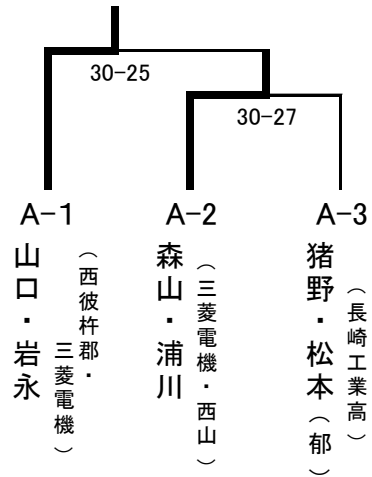 30-25
30-27
A-1
A-2
A-3
山口・岩永
（西彼杵郡・
三菱電機）
森山・浦川
（三菱電機・西山）
猪野・松本（郁）
（長崎工業高）